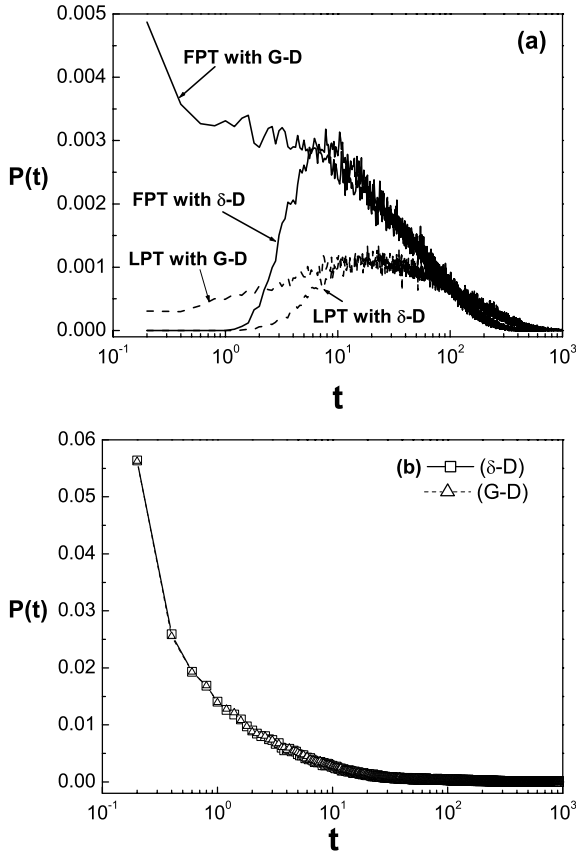 0.005
(a)
FPT with G-D
0.004
0.003
P(t)
FPT with δ-D
0.002
LPT with G-D
0.001
LPT with δ-D
0.000
10⁻¹ 10⁰ 10¹ 10² 10³
t
0.06
(b) (δ-D)
(G-D)
0.05
0.04
0.03
P(t)
0.02
0.01
0.00
10⁻¹ 10⁰ 10¹ 10² 10³
t